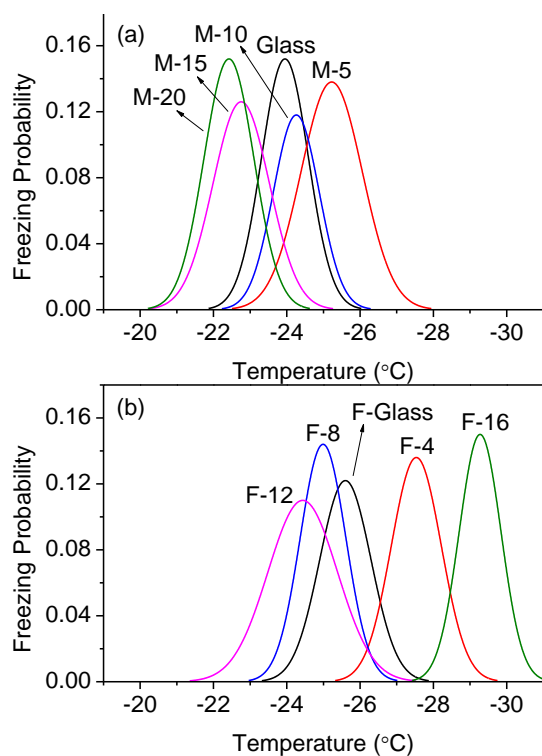 (a)
M-10
Glass
M-15
M-5
M-20
0.16
0.12
0.08
0.04
0.00
Freezing Probability
-20 -22 -24 -26 -28 -30
Temperature (°C)
(b)
F-Glass
F-8
F-16
F-4
F-12
0.16
0.12
0.08
0.04
0.00
Freezing Probability
-20 -22 -24 -26 -28 -30
Temperature (°C)